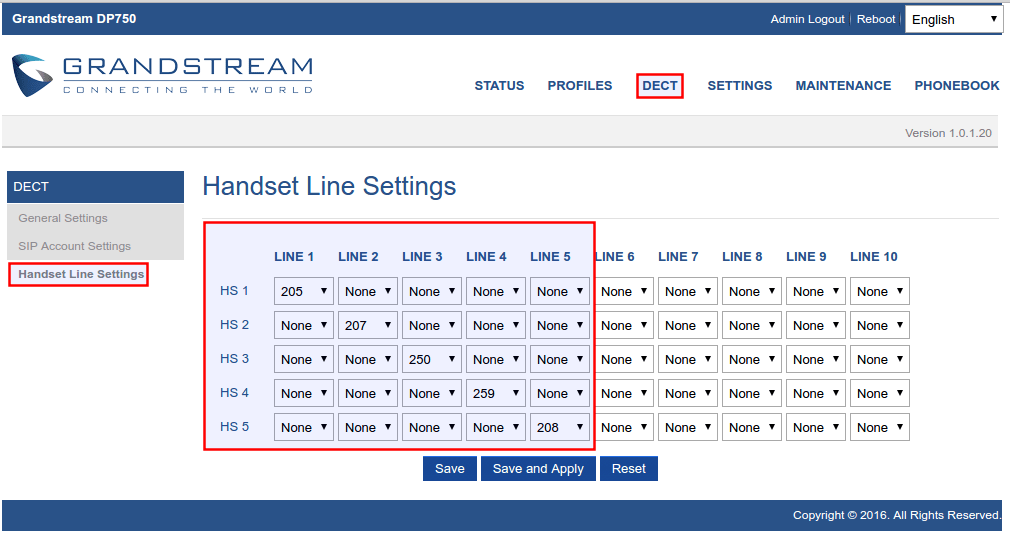 Grandstream DP750 Admin Logout Reboot English
GRANDSTREAM
CONNECTING THE WORLD
STATUS PROFILES DECT SETTINGS MAINTENANCE PHONEBOOK
Version 1.0.1.20
DECT
General Settings
SIP Account Settings
Handset Line Settings
Handset Line Settings
LINE 1 LINE 2 LINE 3 LINE 4 LINE 5 LINE 6 LINE 7 LINE 8 LINE 9 LINE 10
HS 1 205 None None None None None None None None None
HS 2 None 207 None None None None None None None None
HS 3 None None 250 None None None None None None None
HS 4 None None None 259 None None None None None None
HS 5 None None None None 208 None None None None None
Save Save and Apply Reset
Copyright © 2016. All Rights Reserved.